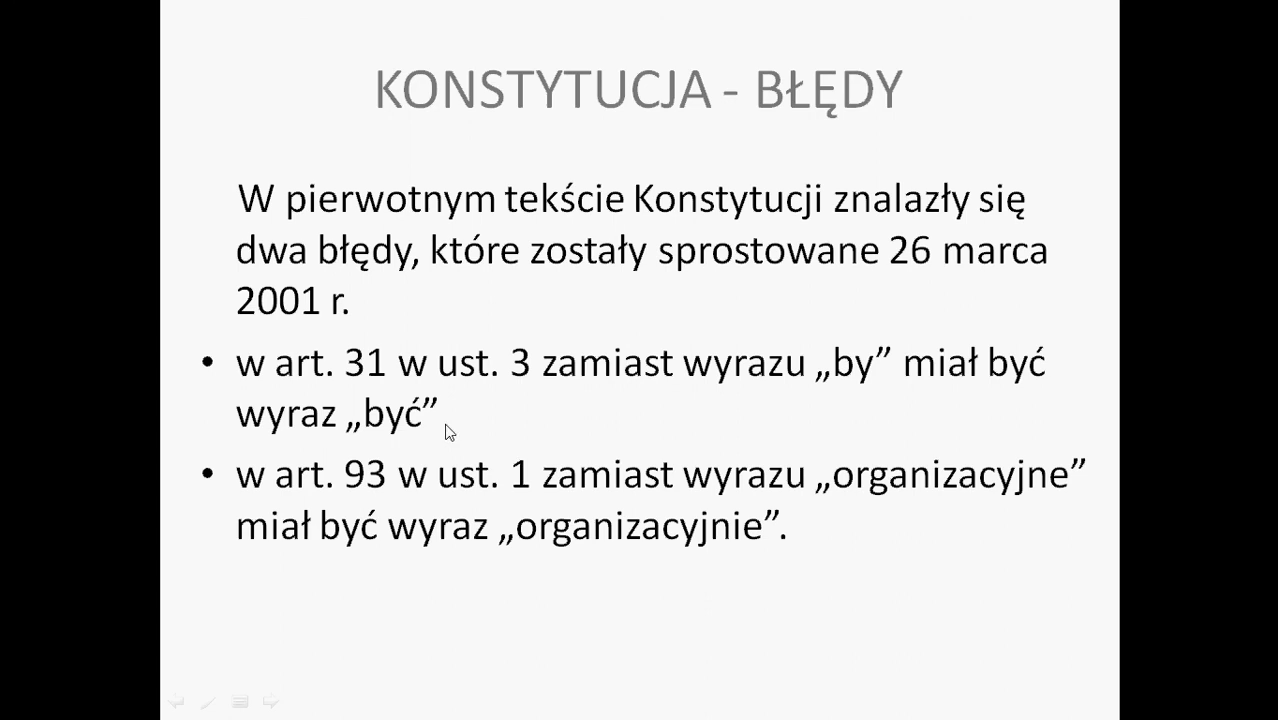 KONSTYTUCJA - BŁĘDY
W pierwotnym tekście Konstytucji znalazły się
dwa błędy, które zostały sprostowane 26 marca
2001 r.
• w art. 31 w ust. 3 zamiast wyrazu „by” miał być
wyraz „być”
• w art. 93 w ust. 1 zamiast wyrazu „organizacyjne”
miał być wyraz „organizacyjnie”.